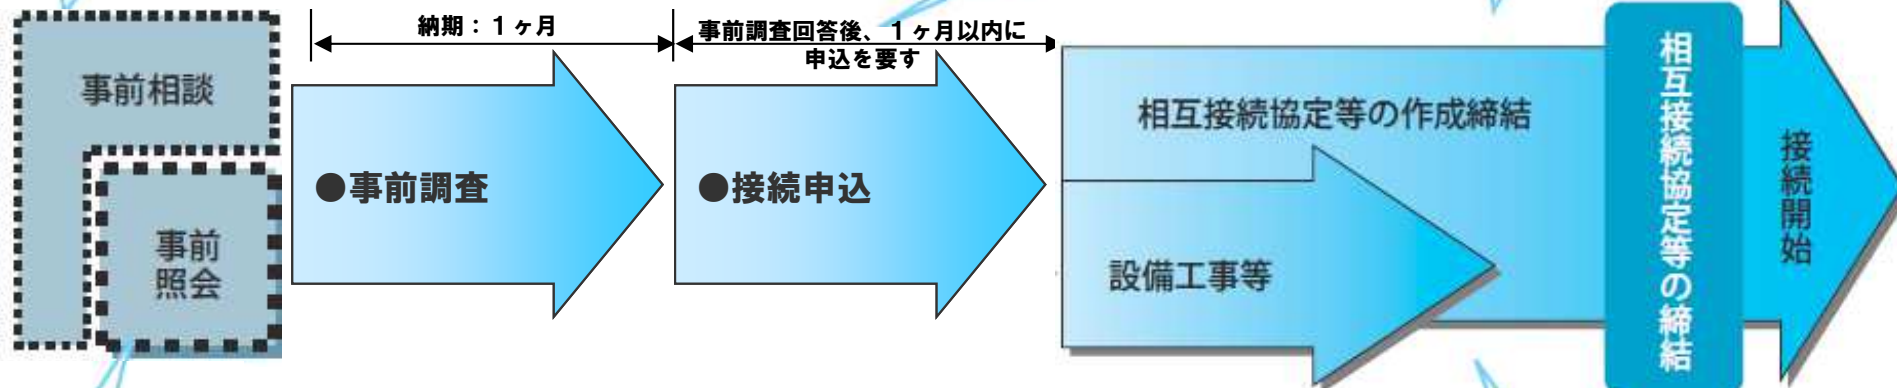 納期：１ヶ月
事前調査回答後、１ヶ月以内に
申込を要す
事前相談
事前
照会
●事前調査
●接続申込
相互接続協定等の作成締結
設備工事等
相互接続協定等の締結
接続開始